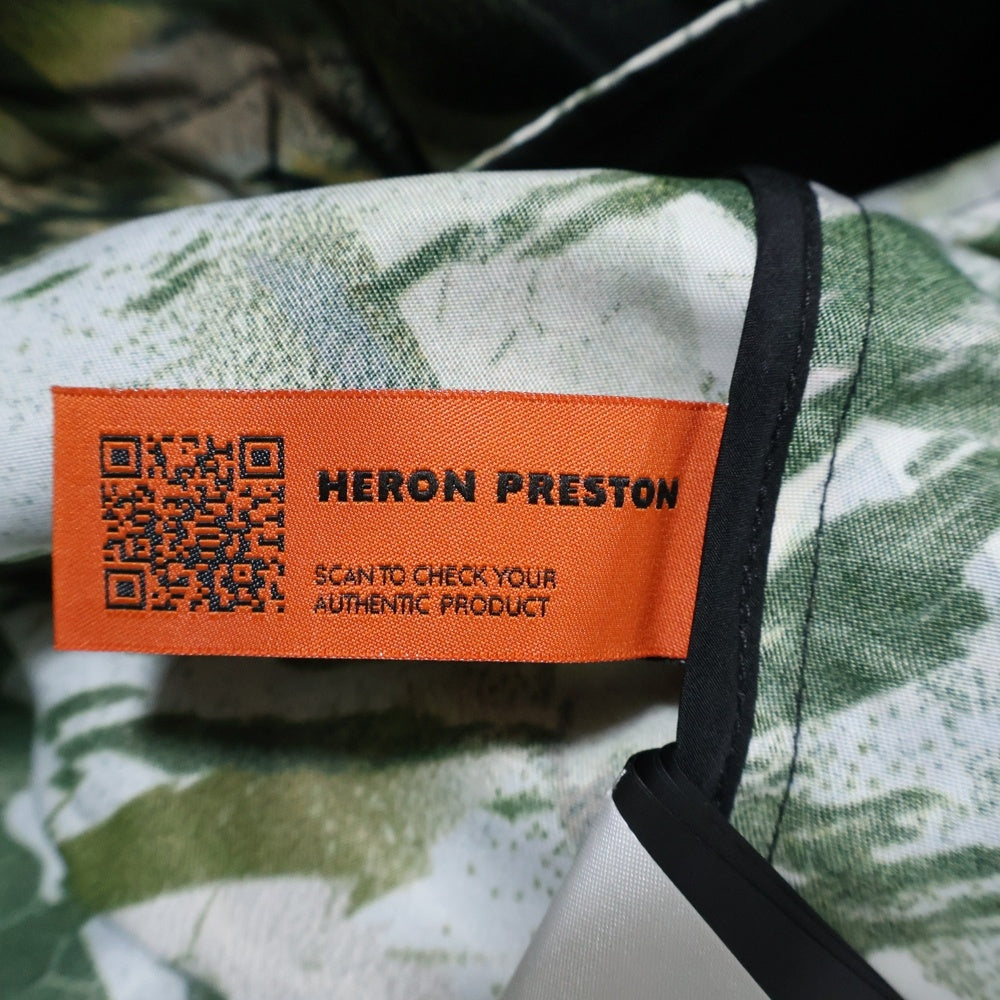 HERON PRESTON
SCAN TO CHECK YOUR
AUTHENTIC PRODUCT